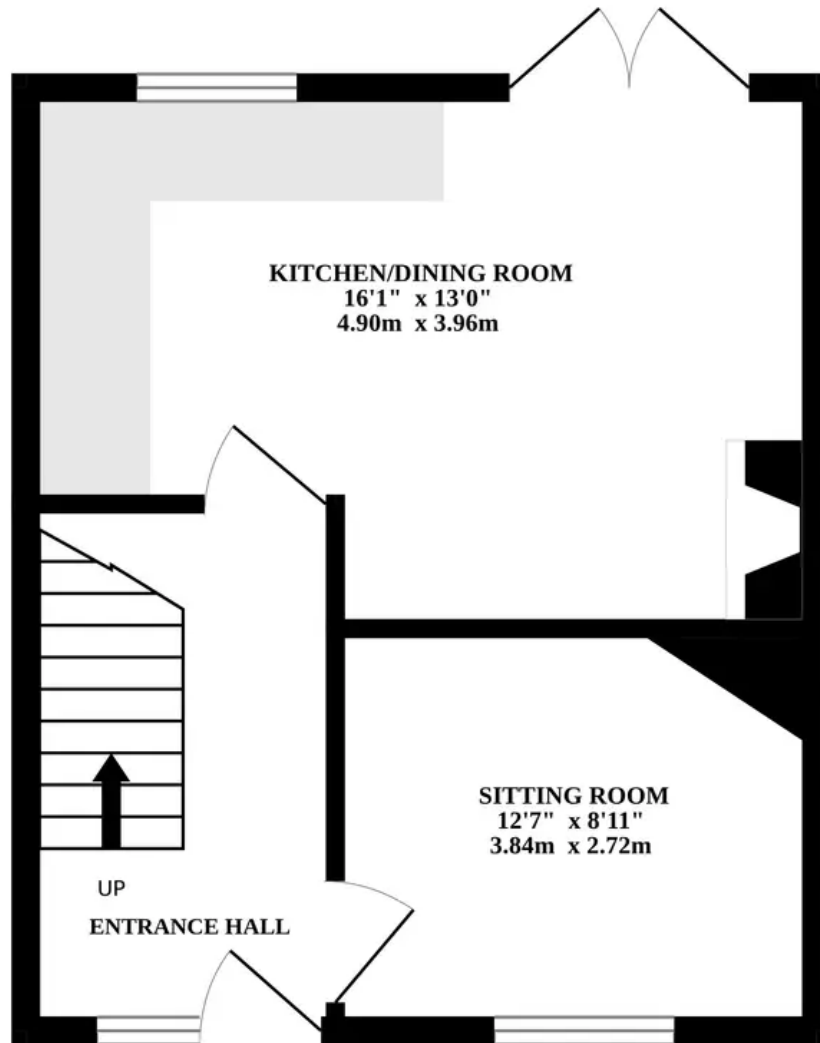 KITCHEN/DINING ROOM
16'1" x 13'0"
4.90m x 3.96m
SITTING ROOM
12'7" x 8'11"
3.84m x 2.72m
UP
ENTRANCE HALL